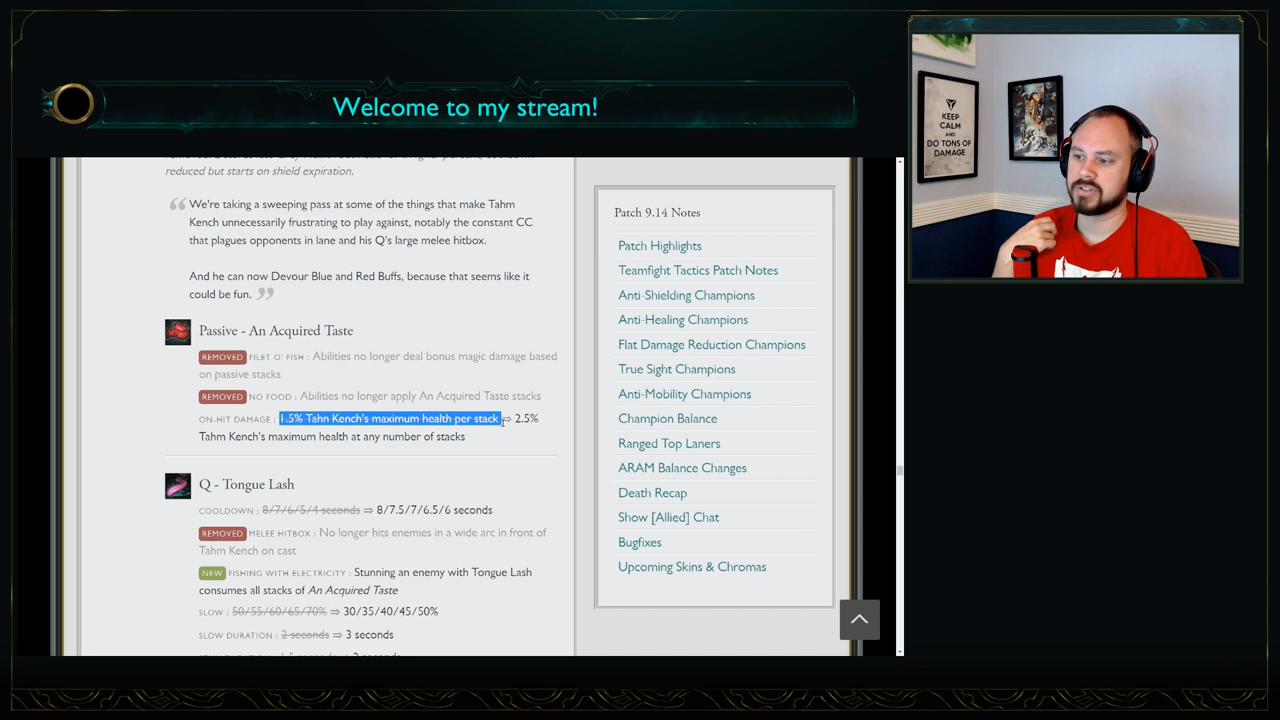 Welcome to my stream!
reduced but starts on shield expiration.
“ We're taking a sweeping pass at some of the things that make Tahm
Kench unnecessarily frustrating to play against, notably the constant CC
that plagues opponents in lane and his Q's large melee hitbox.
And he can now Devour Blue and Red Buffs, because that seems like it
could be fun. ”
Passive - An Acquired Taste
REMOVED FILET O' FISH : Abilities no longer deal bonus magic damage based
on passive stacks
REMOVED NO FOOD : Abilities no longer apply An Acquired Taste stacks
ON-HIT DAMAGE : 1.5% Tahn Kench's maximum health per stack ⇒ 2.5%
Tahm Kench's maximum health at any number of stacks
Q - Tongue Lash
COOLDOWN : 8/7/6/5/4 seconds ⇒ 8/7.5/7/6.5/6 seconds
REMOVED MELEE HITBOX : No longer hits enemies in a wide arc in front of
Tahm Kench on cast
NEW FISHING WITH ELECTRICITY : Stunning an enemy with Tongue Lash
consumes all stacks of An Acquired Taste
SLOW : 50/55/60/65/70% ⇒ 30/35/40/45/50%
SLOW DURATION : 2 seconds ⇒ 3 seconds
Patch 9.14 Notes
Patch Highlights
Teamfight Tactics Patch Notes
Anti-Shielding Champions
Anti-Healing Champions
Flat Damage Reduction Champions
True Sight Champions
Anti-Mobility Champions
Champion Balance
Ranged Top Laners
ARAM Balance Changes
Death Recap
Show [Allied] Chat
Bugfixes
Upcoming Skins & Chromas
KEEP
CALM
AND
DO TONS OF
DAMAGE